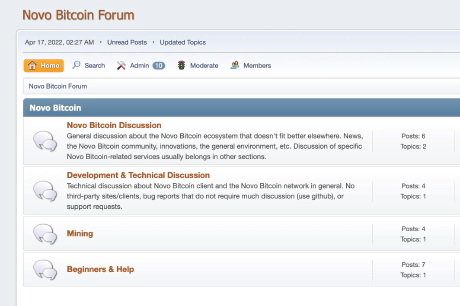 Novo Bitcoin Forum
Apr 17, 2022, 02:27 AM • Unread Posts • Updated Topics
Home Search Admin 10 Moderate Members
Novo Bitcoin Forum
Novo Bitcoin
Novo Bitcoin Discussion
General discussion about the Novo Bitcoin ecosystem that doesn't fit better elsewhere. News,
the Novo Bitcoin community, innovations, the general environment, etc. Discussion of specific
Novo Bitcoin-related services usually belongs in other sections.
Posts: 6
Topics: 2
Development & Technical Discussion
Technical discussion about Novo Bitcoin client and the Novo Bitcoin network in general. No
third-party sites/clients, bug reports that do not require much discussion (use github), or
support requests.
Posts: 4
Topics: 1
Mining
Posts: 4
Topics: 1
Beginners & Help
Posts: 7
Topics: 1